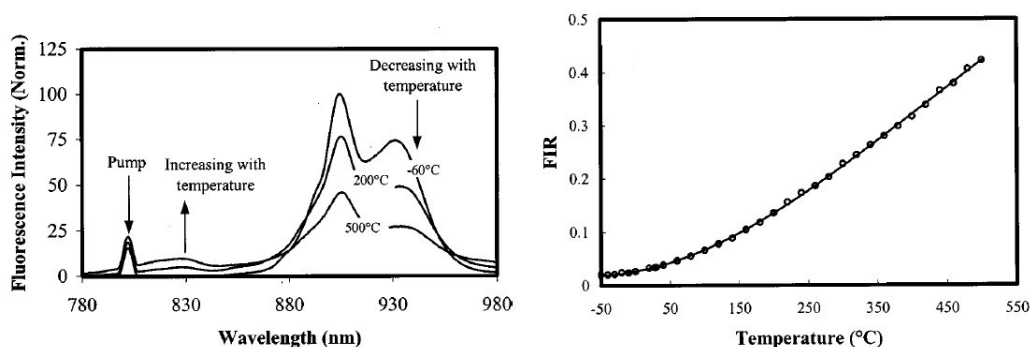 Fluorescence Intensity (Norm.)
125
100
75
50
25
0
Pump
Increasing with
temperature
Decreasing with
temperature
-60°C
200°C
500°C
780
830
880
930
980
Wavelength (nm)
FIR
0.5
0.4
0.3
0.2
0.1
0
-50
50
150
250
350
450
550
Temperature (°C)